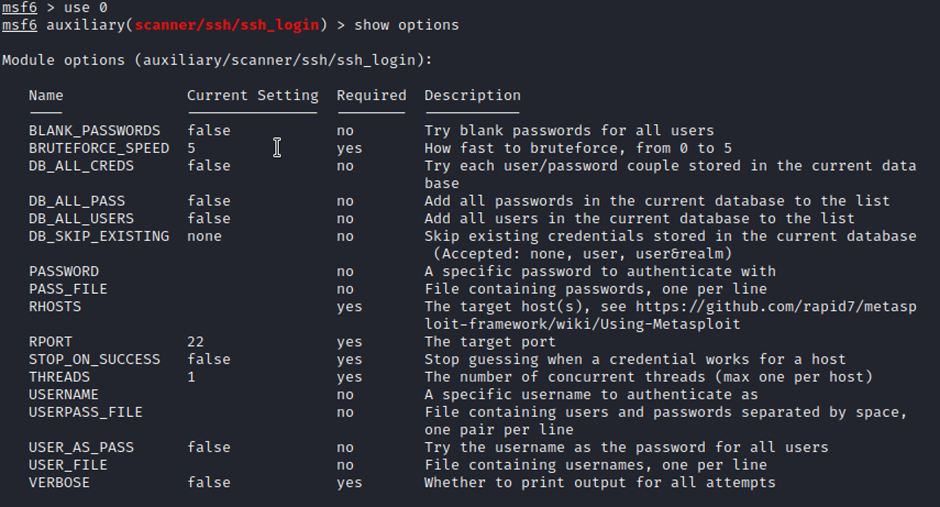 msf6 > use 0
msf6 auxiliary(scanner/ssh/ssh_login) > show options
Module options (auxiliary/scanner/ssh/ssh_login):
Name Current Setting Required Description
BLANK_PASSWORDS false no Try blank passwords for all users
BRUTEFORCE_SPEED 5 yes How fast to bruteforce, from 0 to 5
DB_ALL_CREDS false no Try each user/password couple stored in the current data
base
DB_ALL_PASS false no Add all passwords in the current database to the list
DB_ALL_USERS false no Add all users in the current database to the list
DB_SKIP_EXISTING none no Skip existing credentials stored in the current database
(Accepted: none, user, user&realm)
PASSWORD no A specific password to authenticate with
PASS_FILE no File containing passwords, one per line
RHOSTS yes The target host(s), see https://github.com/rapid7/metasp
loit-framework/wiki/Using-Metasploit
RPORT 22 yes The target port
STOP_ON_SUCCESS false yes Stop guessing when a credential works for a host
THREADS 1 yes The number of concurrent threads (max one per host)
USERNAME no A specific username to authenticate as
USERPASS_FILE no File containing users and passwords separated by space,
one pair per line
USER_AS_PASS false no Try the username as the password for all users
USER_FILE no File containing usernames, one per line
VERBOSE false yes Whether to print output for all attempts